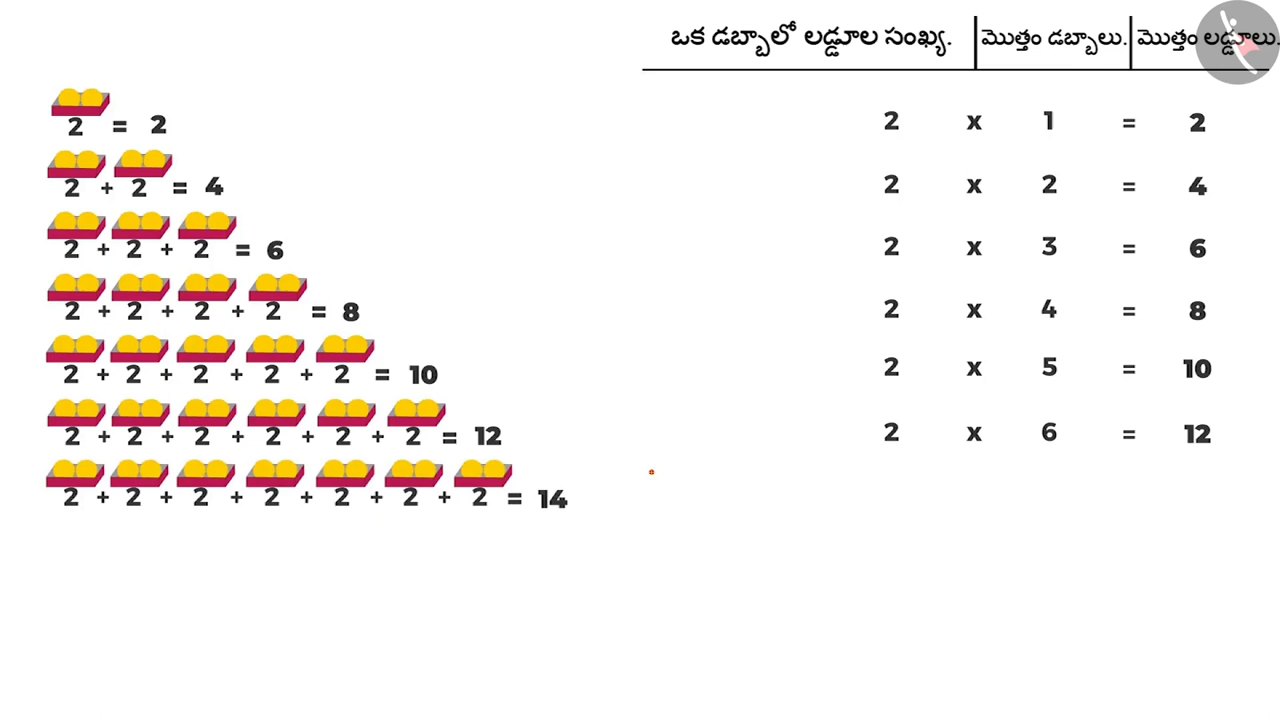 ఒక డబ్బాలో లడ్డూల సంఖ్య. మొత్తం డబ్బాలు. మొత్తం లడ్డూలు.
2 = 2
2 x 1 = 2
2 + 2 = 4
2 x 2 = 4
2 + 2 + 2 = 6
2 x 3 = 6
2 + 2 + 2 + 2 = 8
2 x 4 = 8
2 + 2 + 2 + 2 + 2 = 10
2 x 5 = 10
2 + 2 + 2 + 2 + 2 + 2 = 12
2 x 6 = 12
2 + 2 + 2 + 2 + 2 + 2 + 2 = 14